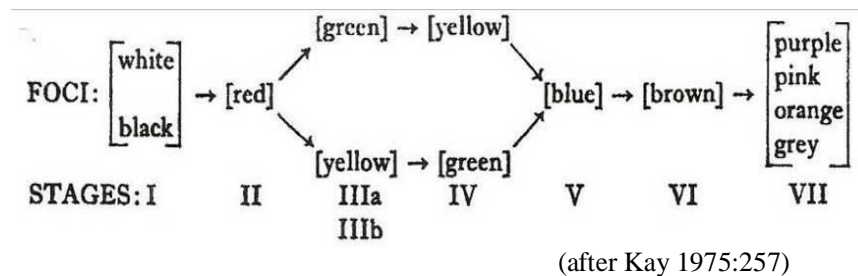 [green] → [yellow]
white
purple
pink
FOCI: → [red] [blue] → [brown] →
orange
black
grey
[yellow] → [green]
STAGES: I II IIIa IV V VI VII
IIIb
(after Kay 1975:257)